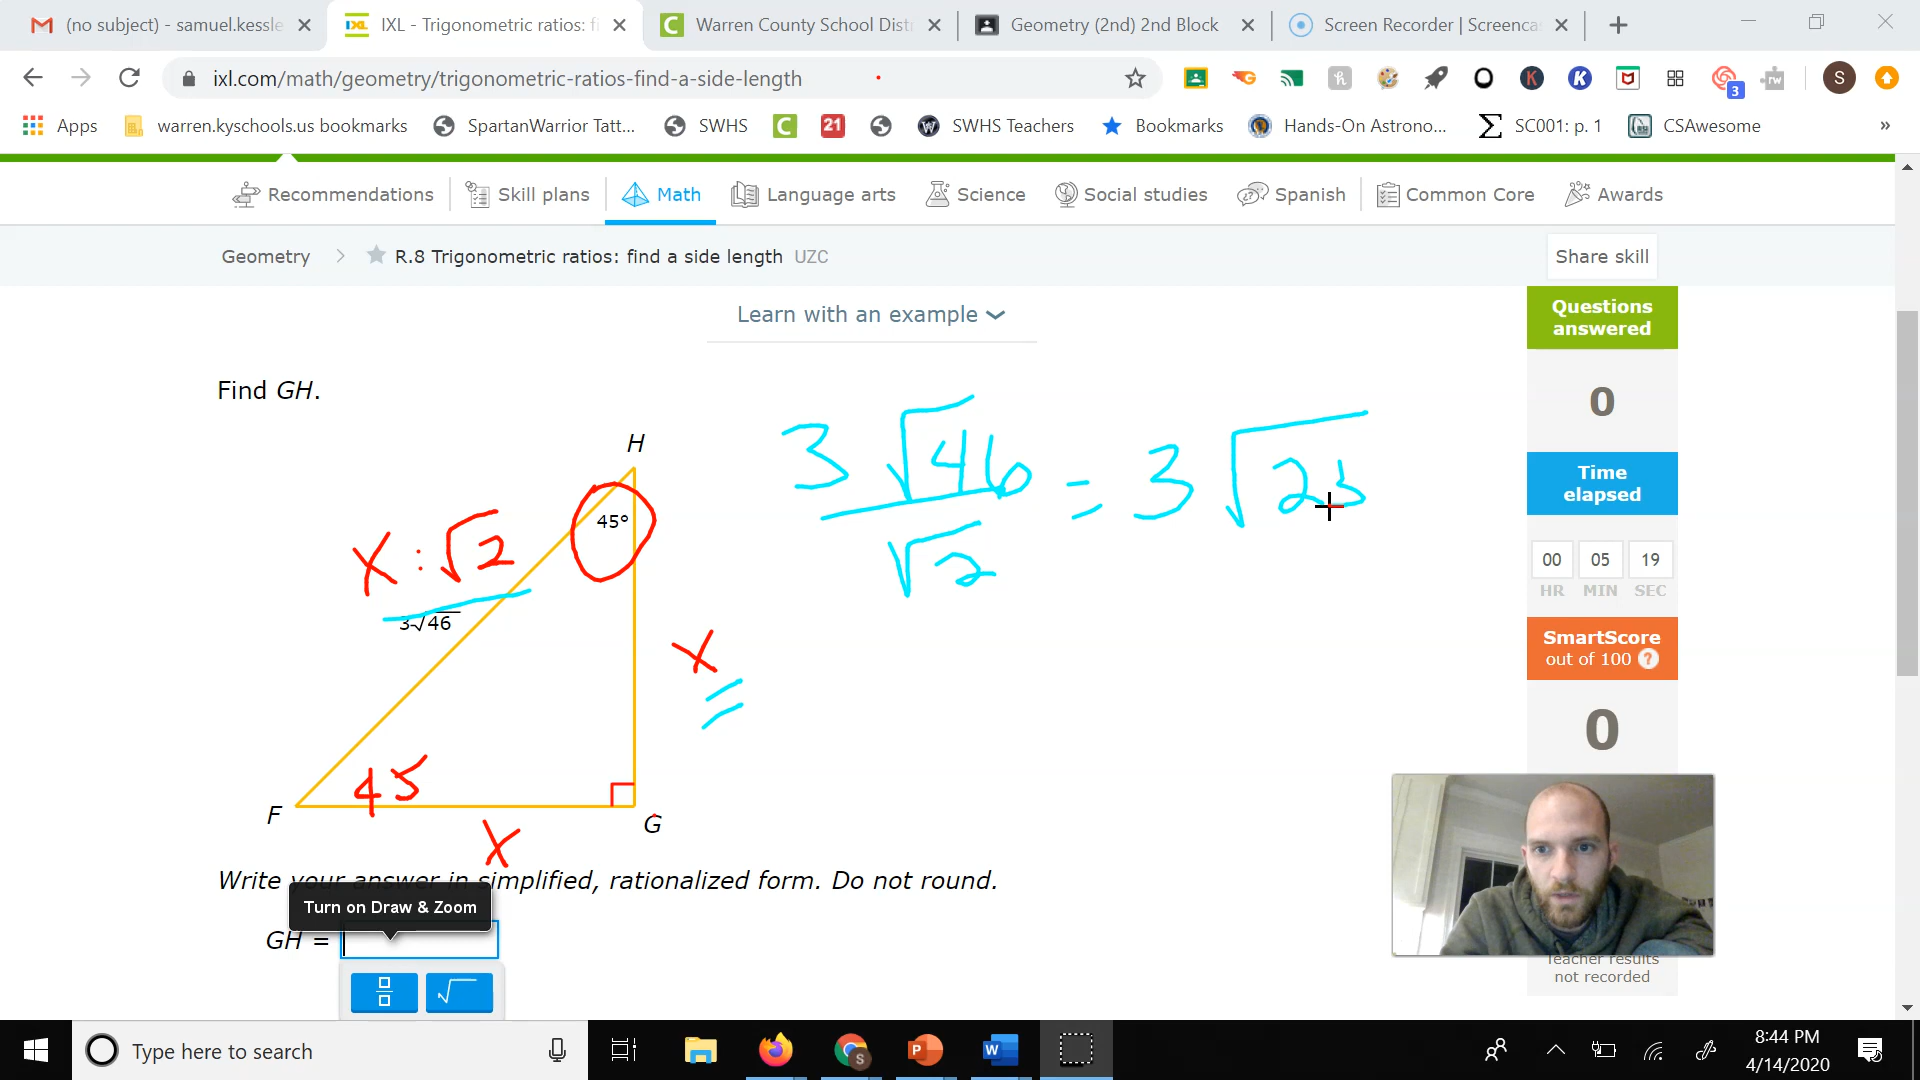 (no subject) - samuel.kessle
IXL - Trigonometric ratios: fi
Warren County School Distri
Geometry (2nd) 2nd Block
Screen Recorder | Screencas
ixl.com/math/geometry/trigonometric-ratios-find-a-side-length
3
S
Apps
warren.kyschools.us bookmarks
SpartanWarrior Tatt...
SWHS
21
SWHS Teachers
Bookmarks
Hands-On Astrono...
SC001: p. 1
CSAwesome
»
Recommendations
Skill plans
Math
Language arts
Science
Social studies
Spanish
Common Core
Awards
Geometry > R.8 Trigonometric ratios: find a side length UZC
Share skill
Learn with an example
Questions answered
0
Time elapsed
00 05 19
HR MIN SEC
SmartScore
out of 100 ?
0
Teacher results
not recorded
Find GH.
H
45°
x : √2
3√46
x
=
45
F
G
x
3√46 / √2 = 3√23
Write your answer in simplified, rationalized form. Do not round.
Turn on Draw & Zoom
GH =
Type here to search
8:44 PM
4/14/2020